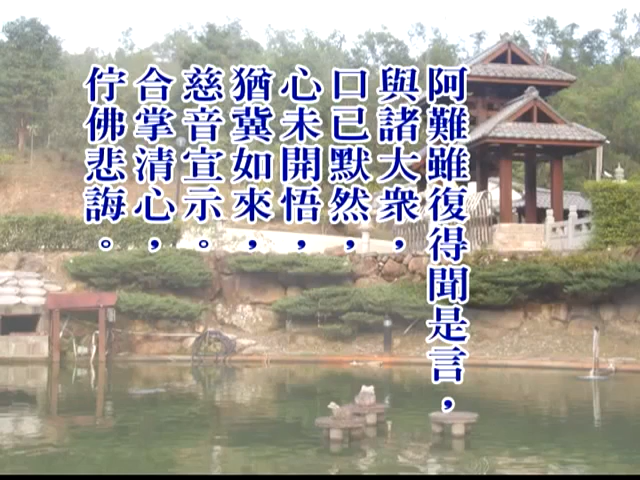 阿難雖復得聞是言，
與諸大眾，
口已默然，
心未開悟，
猶冀如來，
慈音宣示。
合掌清心，
佇佛悲誨。